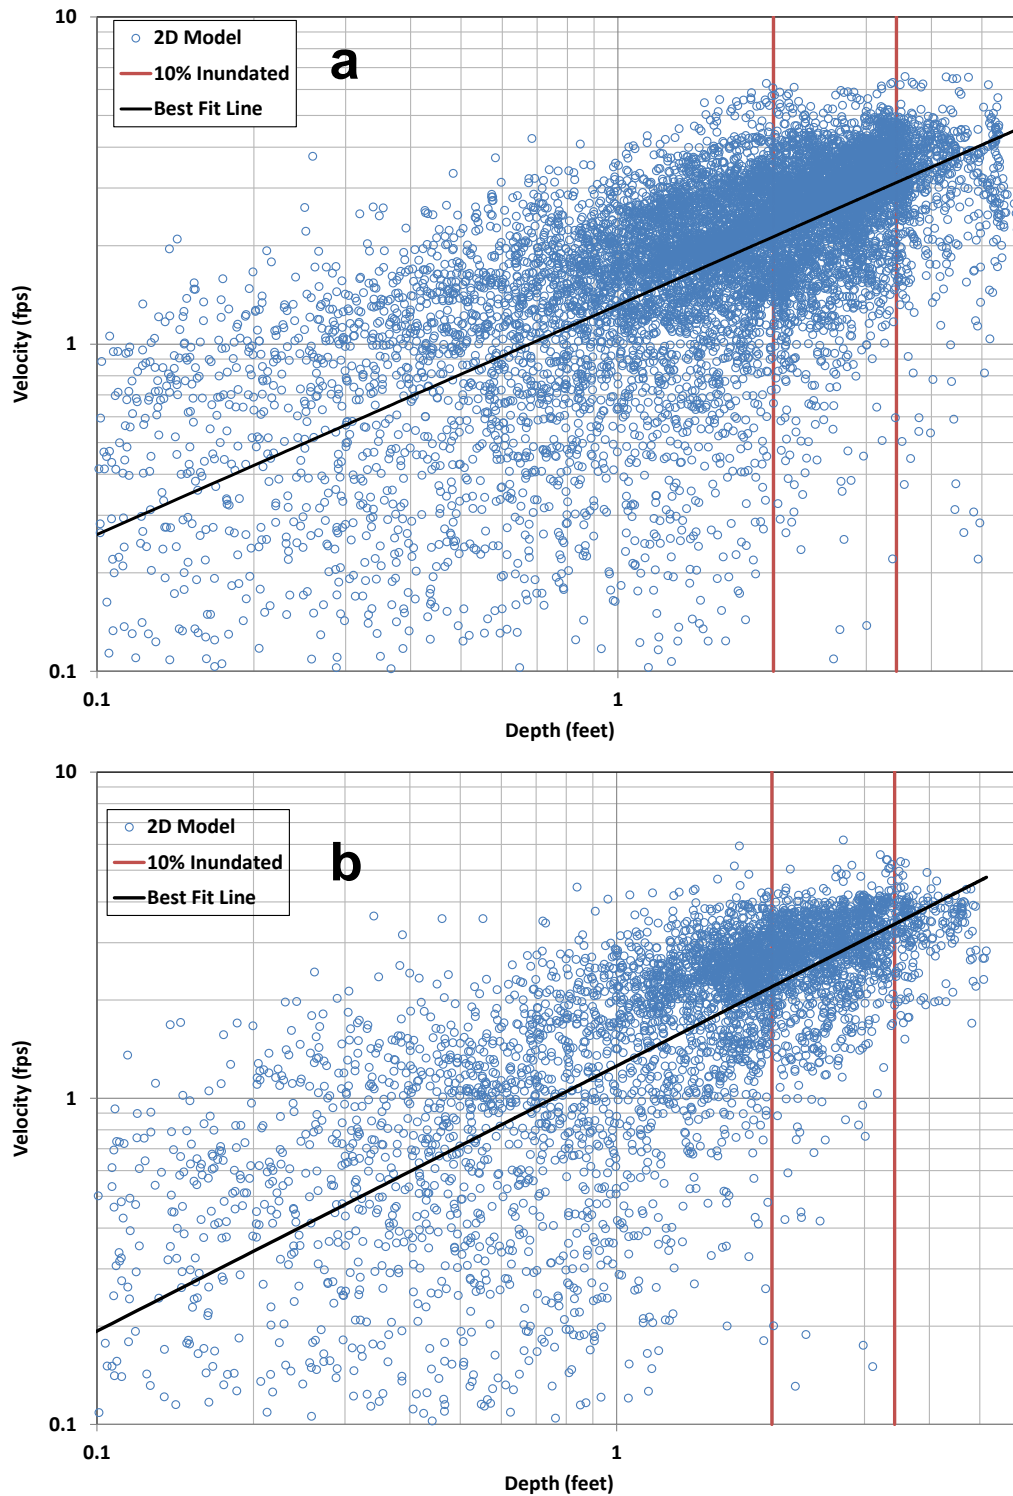 10
2D Model
10% Inundated
Best Fit Line
a
Velocity (fps)
1
0.1
0.1
1
Depth (feet)
10
2D Model
10% Inundated
Best Fit Line
b
Velocity (fps)
1
0.1
0.1
1
Depth (feet)